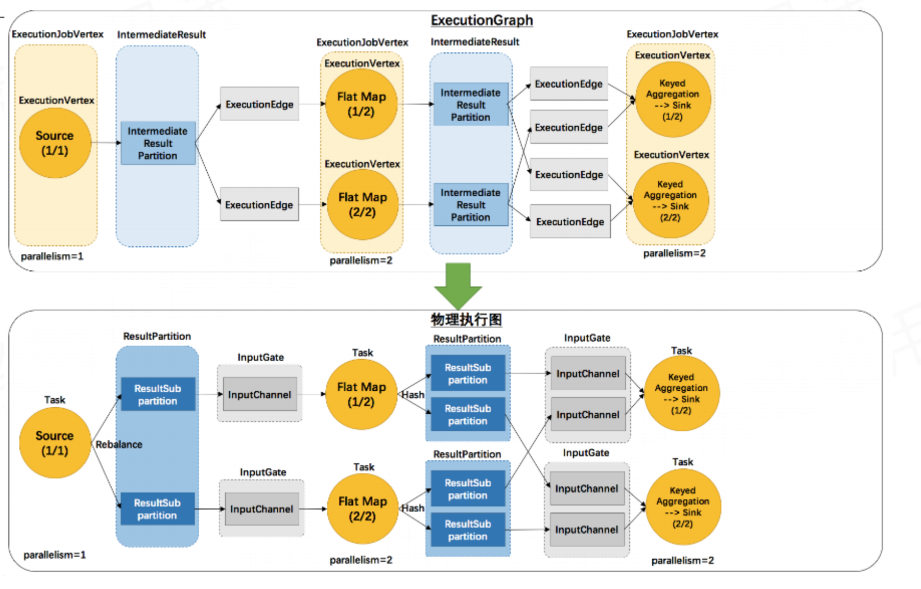 ExecutionGraph
ExecutionJobVertex
IntermediateResult
ExecutionJobVertex
IntermediateResult
ExecutionJobVertex
ExecutionVertex
Source
(1/1)
parallelism=1
Intermediate
Result
Partition
ExecutionEdge
ExecutionEdge
ExecutionVertex
Flat Map
(1/2)
ExecutionVertex
Flat Map
(2/2)
parallelism=2
Intermediate
Result
Partition
Intermediate
Result
Partition
ExecutionEdge
ExecutionEdge
ExecutionEdge
ExecutionEdge
ExecutionVertex
Keyed
Aggregation
--> Sink
(1/2)
ExecutionVertex
Keyed
Aggregation
--> Sink
(2/2)
parallelism=2
物理执行图
Task
Source
(1/1)
Rebalance
parallelism=1
ResultPartition
ResultSub
partition
ResultSub
partition
InputGate
InputChannel
InputGate
InputChannel
Task
Flat Map
(1/2)
Hash
Task
Flat Map
(2/2)
Hash
parallelism=2
ResultPartition
ResultSub
partition
ResultSub
partition
ResultPartition
ResultSub
partition
ResultSub
partition
InputGate
InputChannel
InputChannel
InputGate
InputChannel
InputChannel
Task
Keyed
Aggregation
--> Sink
(1/2)
Task
Keyed
Aggregation
--> Sink
(2/2)
parallelism=2